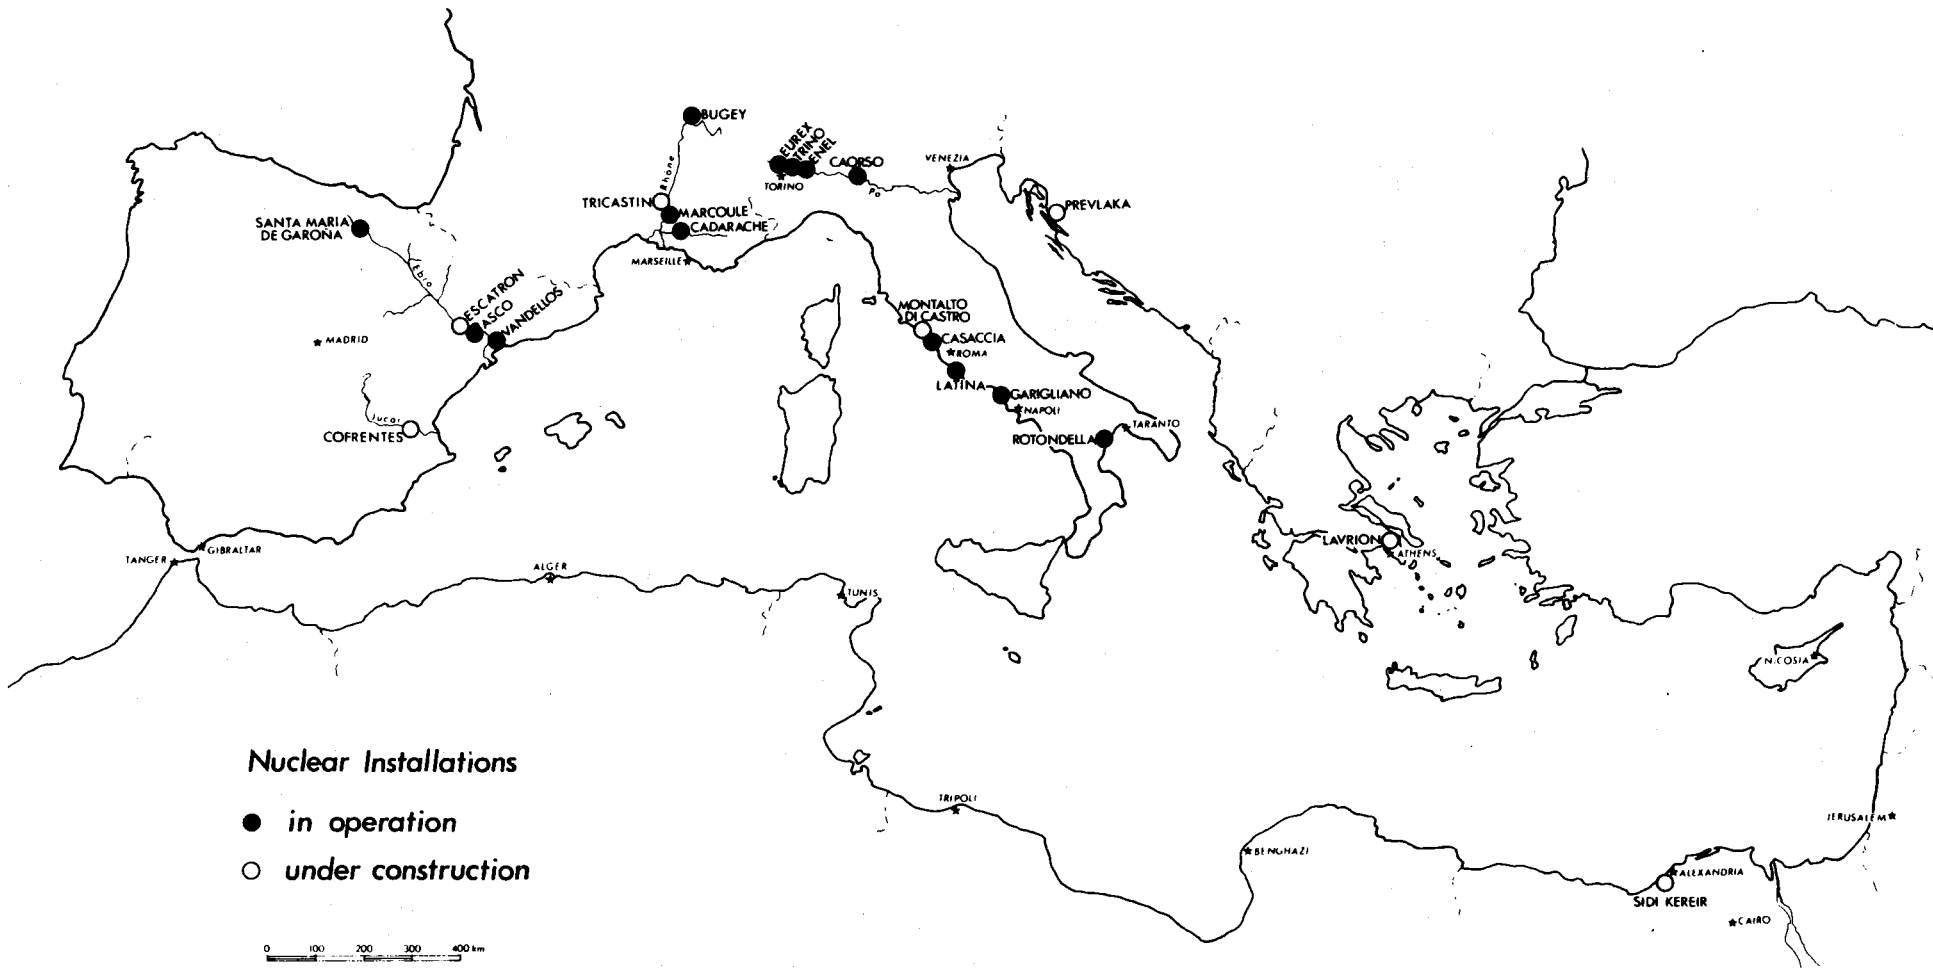 BUGEY
EUREX
TRINO
ENEL
CAORSO
VENEZIA
TORINO
Rhone
Po
TRICASTIN
MARCOULE
CADARACHE
PREVLAKA
SANTA MARIA
DE GAROÑA
MARSEILLE
Ebro
ESCATRON
ASCO
VANDELLOS
MONTALTO
DI CASTRO
CASACCIA
ROMA
MADRID
LATINA
GARIGLIANO
NAPOLI
Jucar
COFRENTES
ROTONDELLA
TARANTO
LAVRION
ATHENS
GIBRALTAR
TANGER
ALGER
TUNIS
NICOSIA
Nuclear Installations
in operation
under construction
TRIPOLI
BENGHAZI
JERUSALEM
ALEXANDRIA
SIDI KEREIR
CAIRO
0 100 200 300 400 km